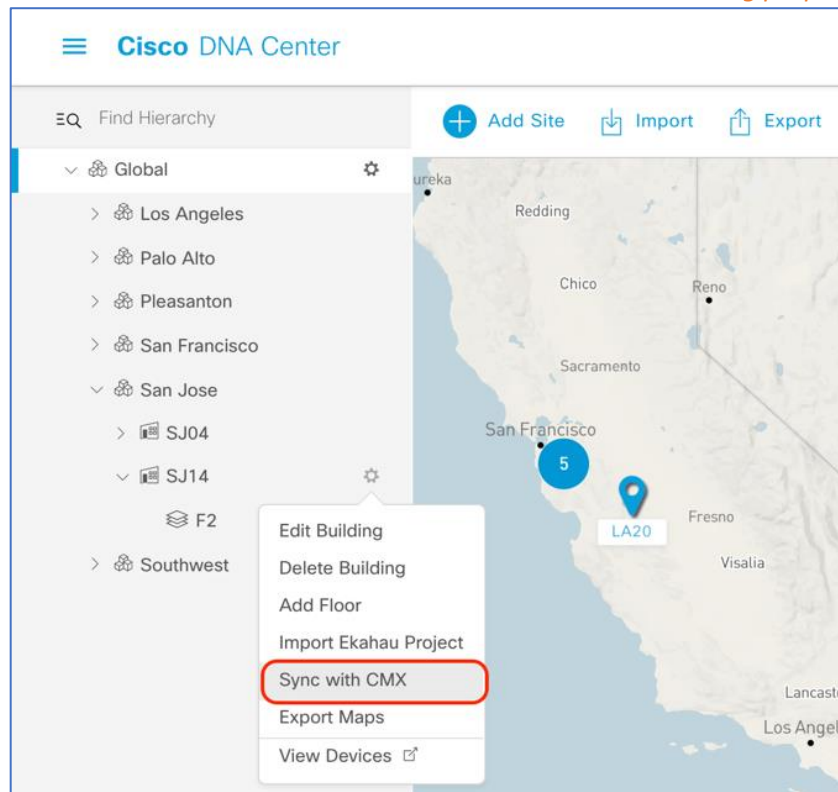 Cisco DNA Center
Find Hierarchy
Add Site
Import
Export
Global
Los Angeles
Palo Alto
Pleasanton
San Francisco
San Jose
SJ04
SJ14
F2
Southwest
Edit Building
Delete Building
Add Floor
Import Ekahau Project
Sync with CMX
Export Maps
View Devices
ureka
Redding
Chico
Reno
Sacramento
San Francisco
5
LA20
Fresno
Visalia
Lancast
Los Angel